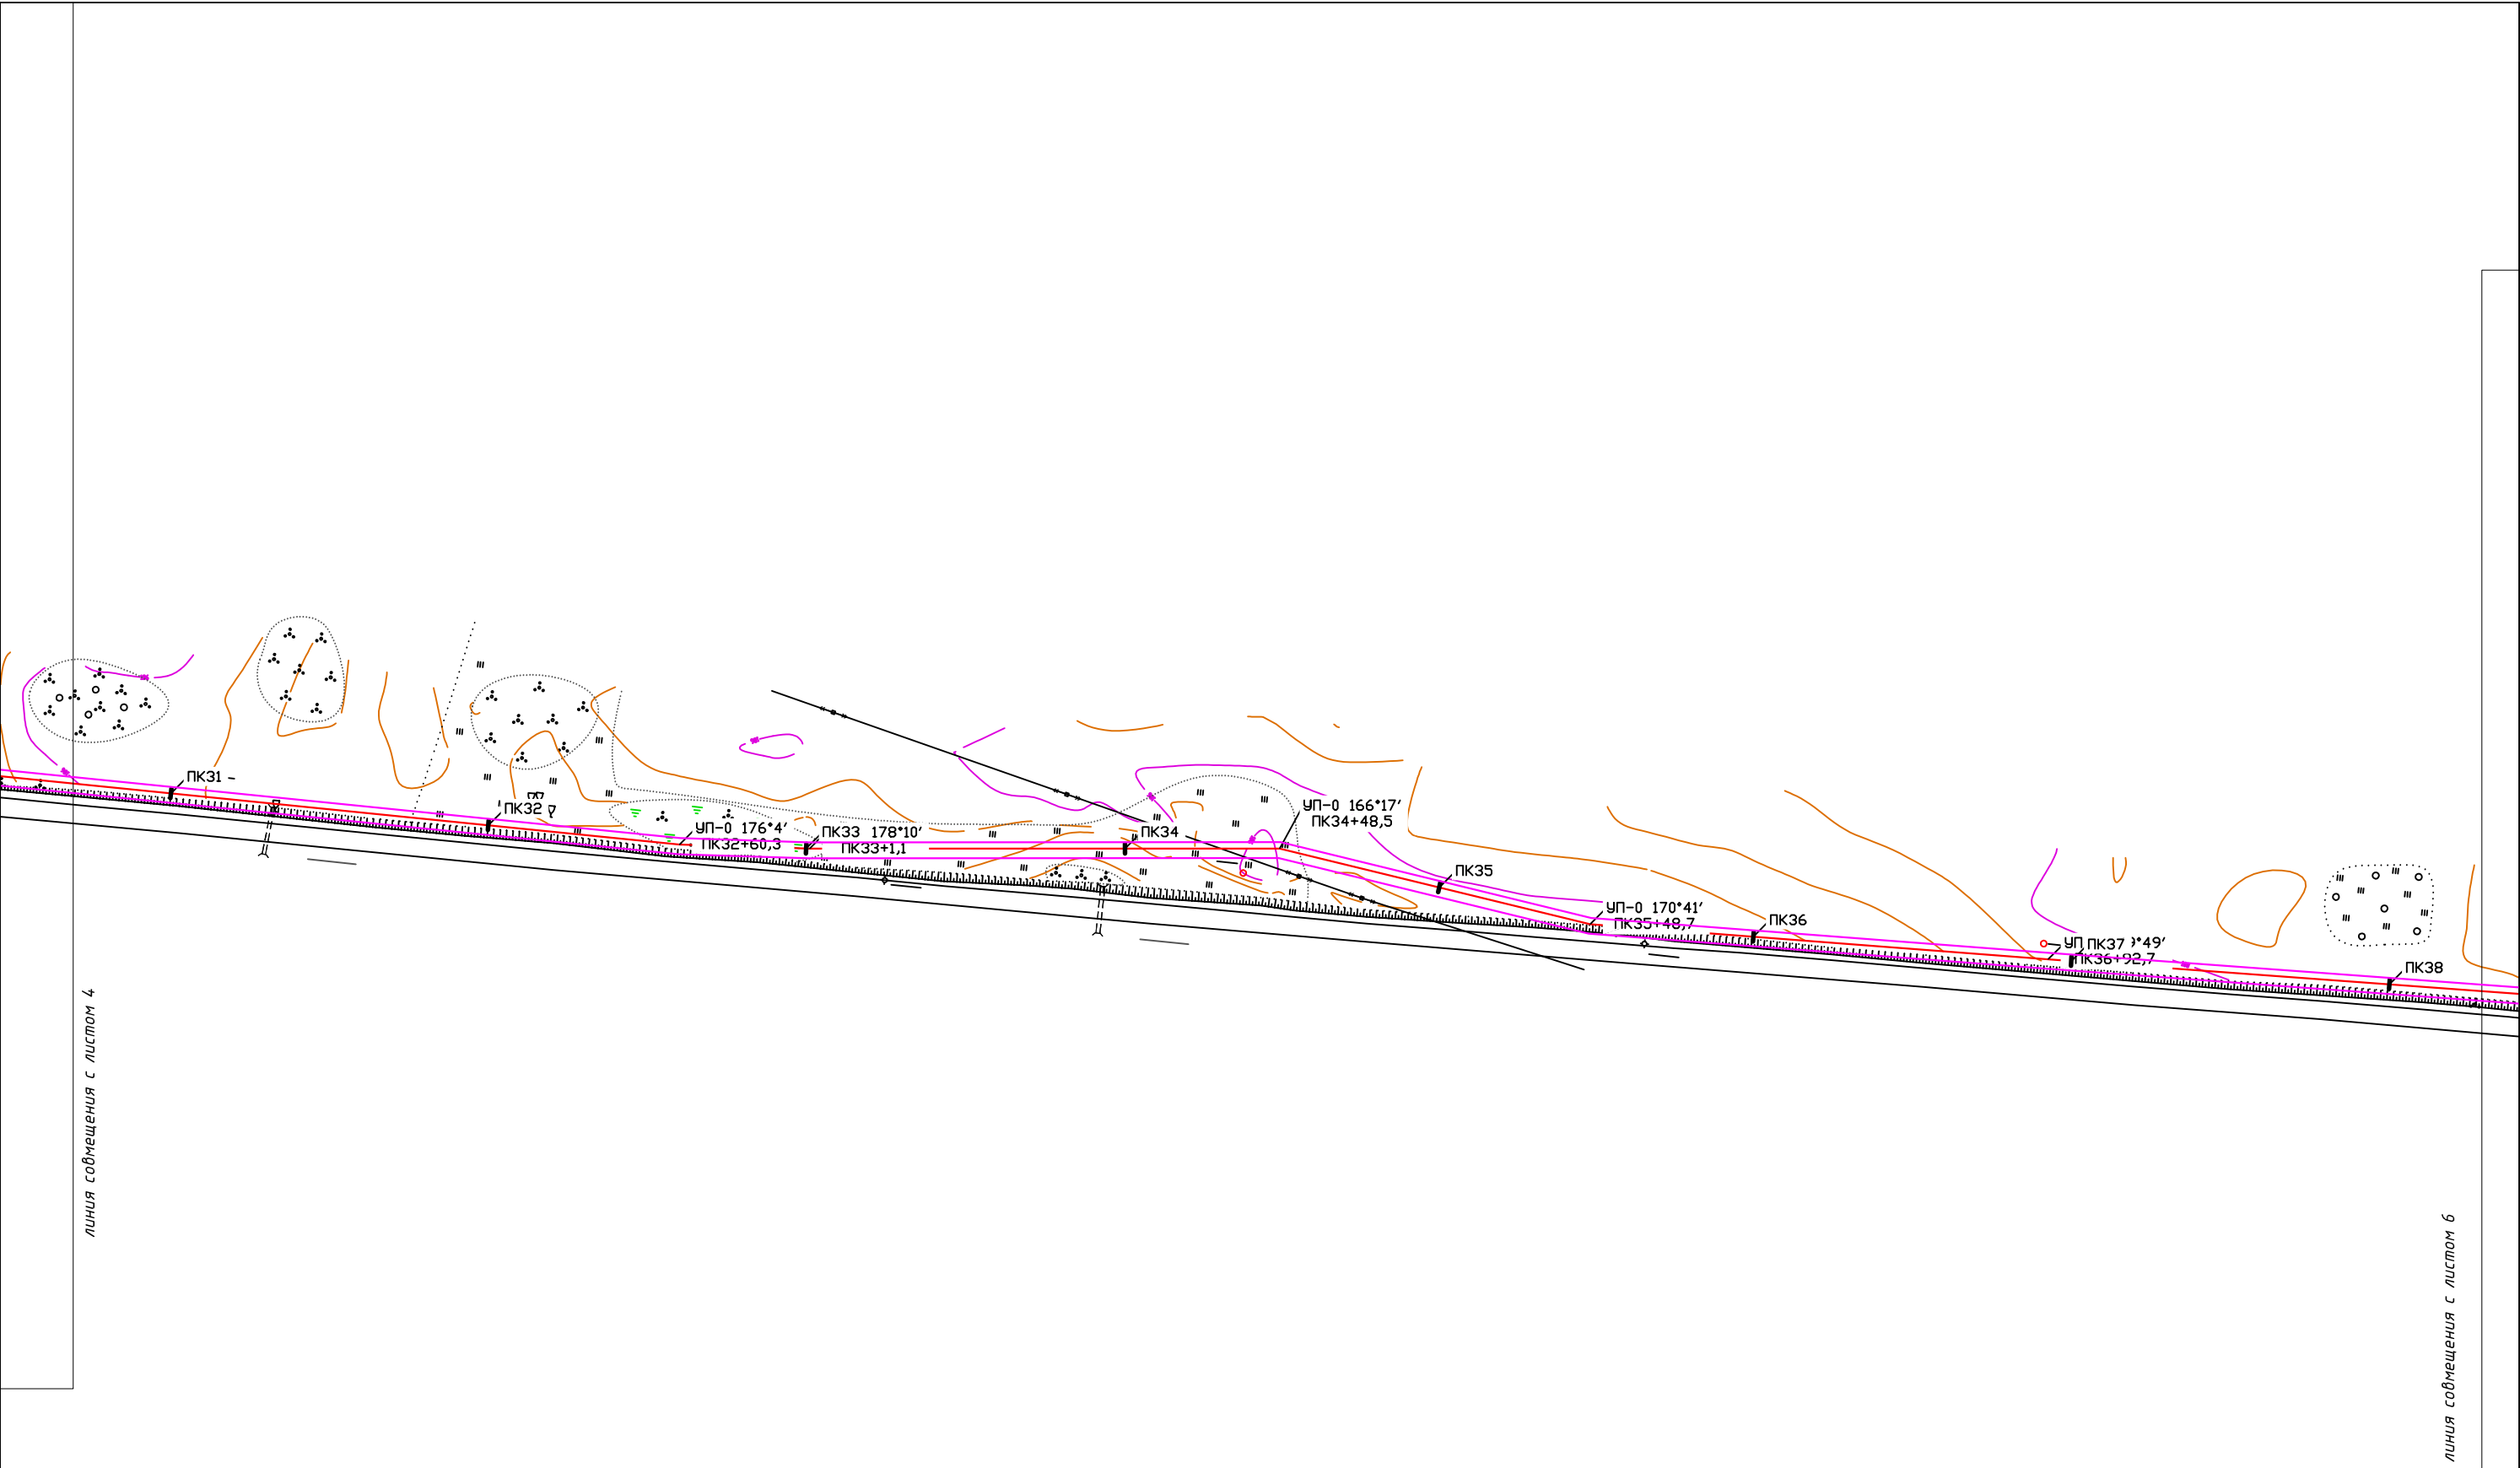 ПК31 -
ПК32
УП-0 176°4'
ПК32+60,3
ПК33 178°10'
ПК33+1,1
ПК34
УП-0 166°17'
ПК34+48,5
ПК35
УП-0 170°41'
ПК35+48,7
ПК36
УП ПК37 °49'
ПК36+92,7
ПК38
линия совмещения с листом 4
линия совмещения с листом 6